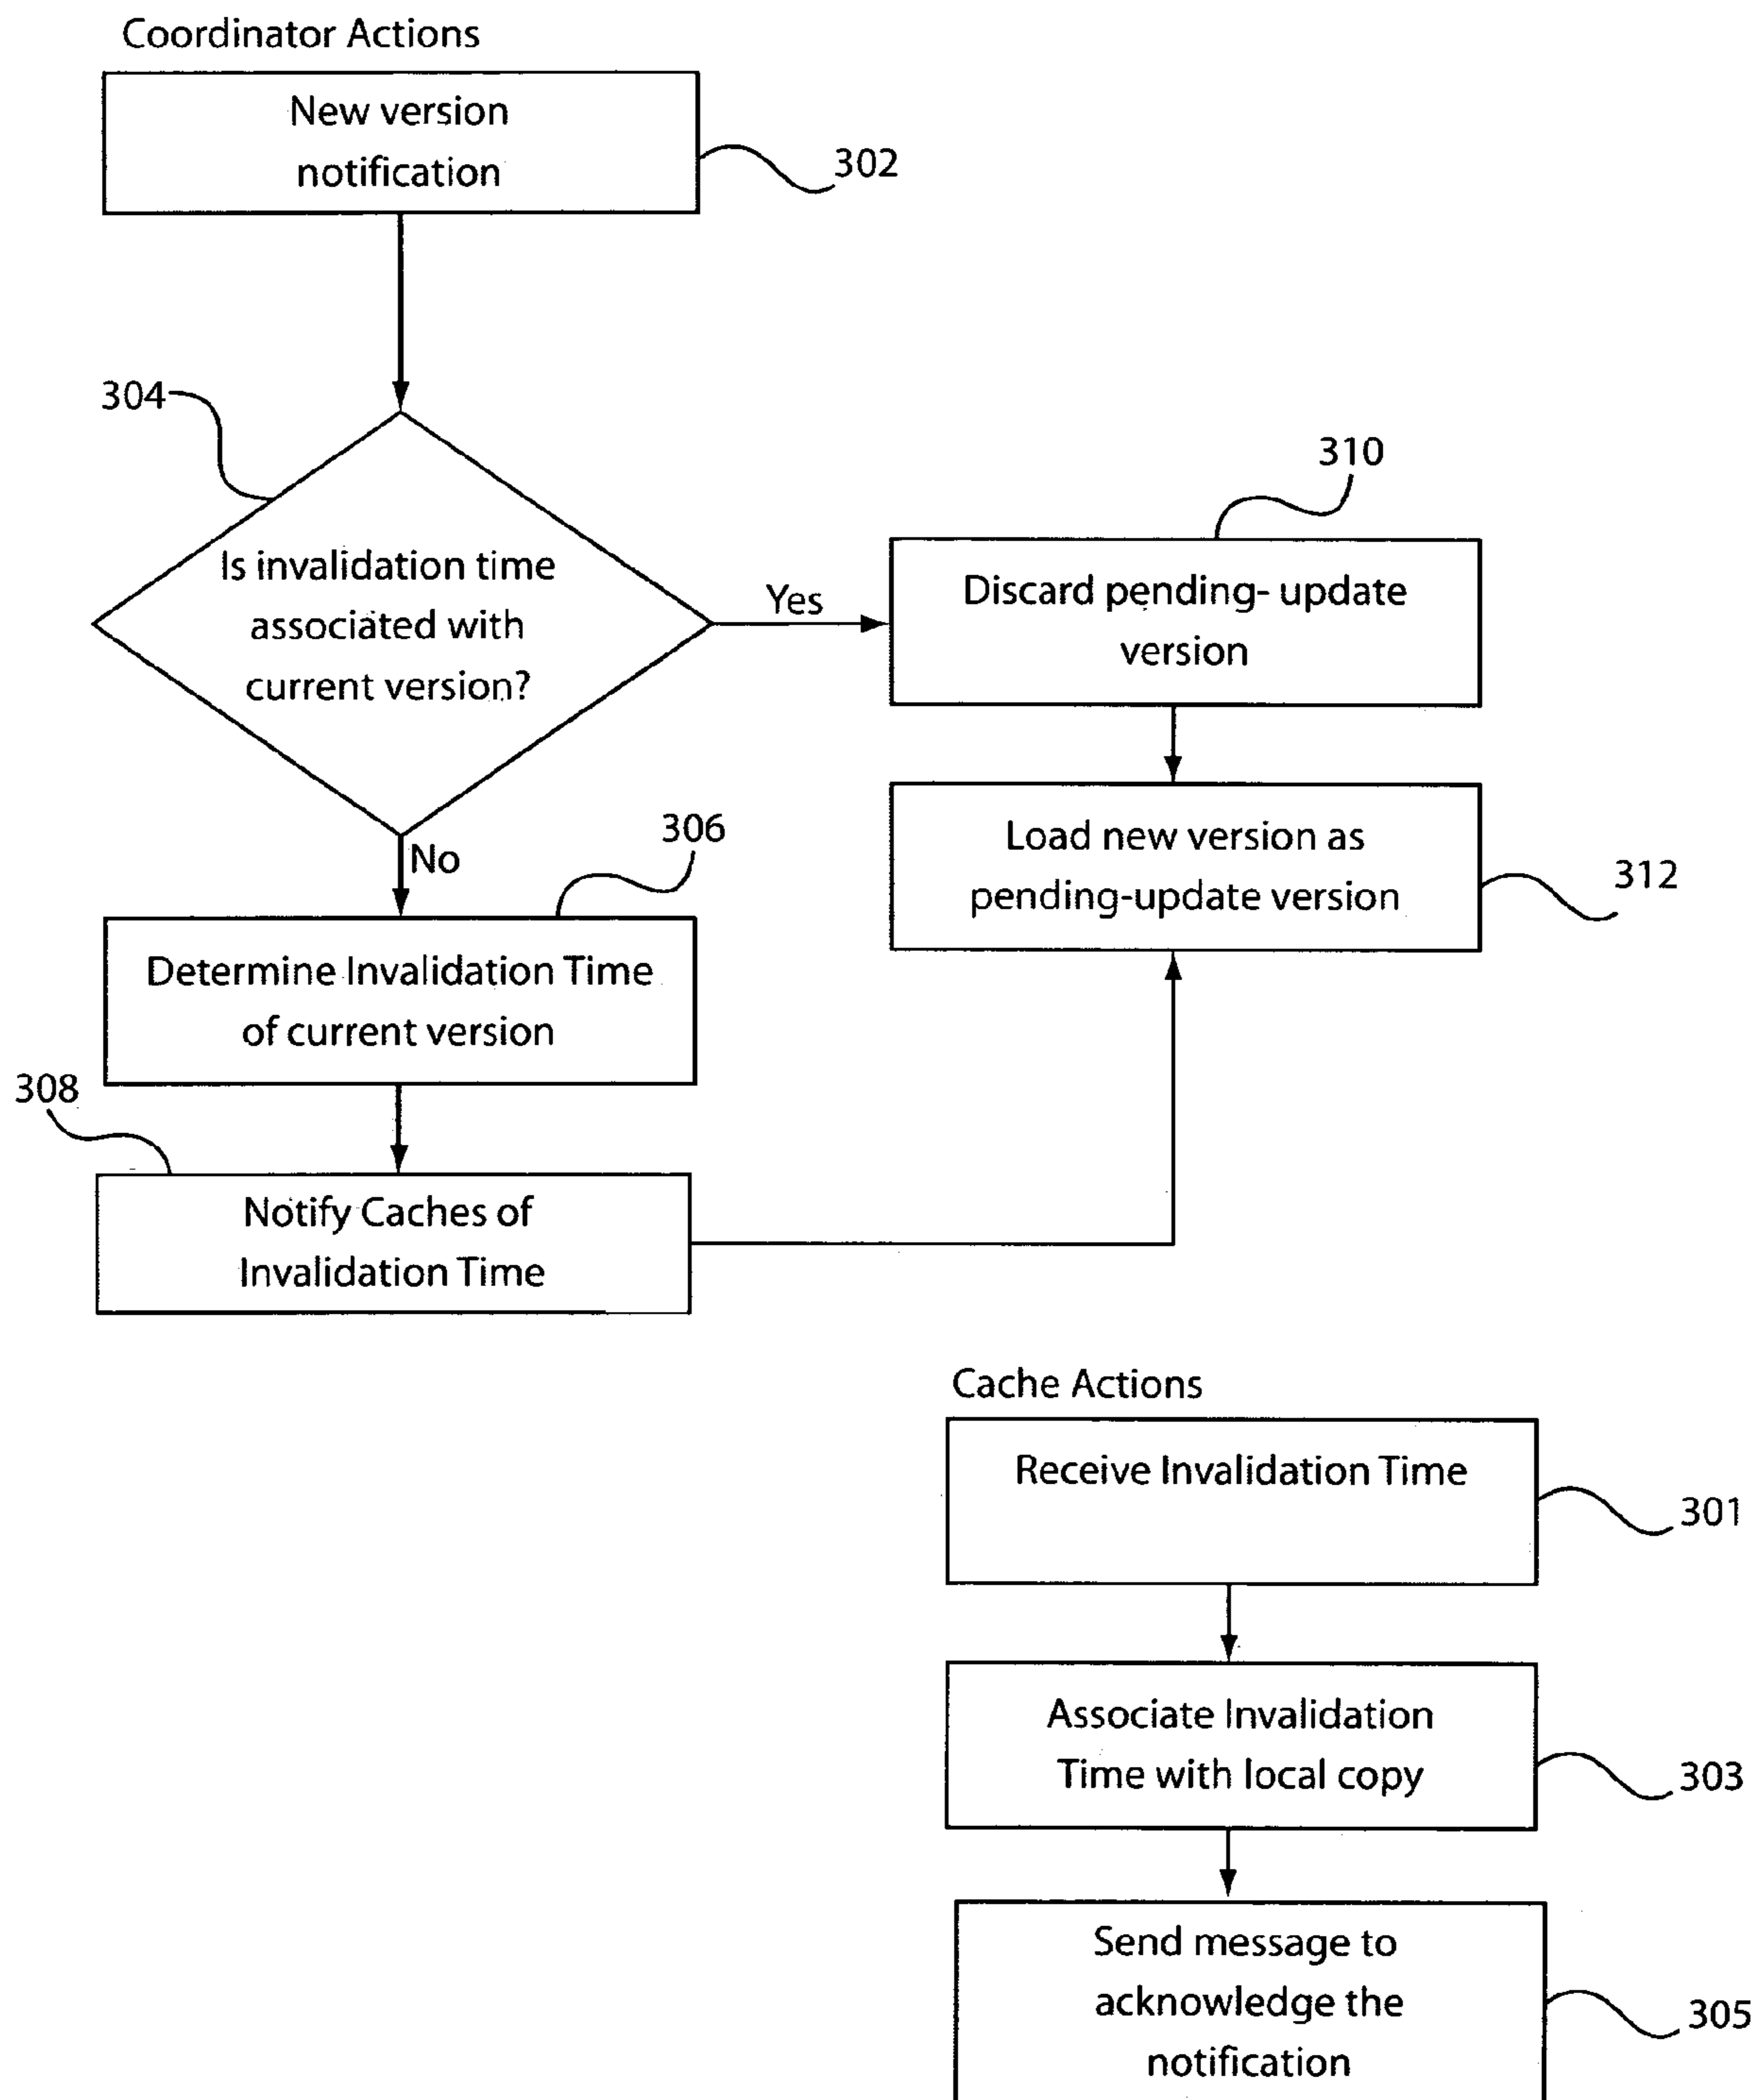 Coordinator Actions
New version
notification
302
304
Is invalidation time
associated with
current version?
Yes
310
Discard pending- update
version
Load new version as
pending-update version
312
No
306
Determine Invalidation Time
of current version
308
Notify Caches of
Invalidation Time
Cache Actions
Receive Invalidation Time
301
Associate Invalidation
Time with local copy
303
Send message to
acknowledge the
notification
305